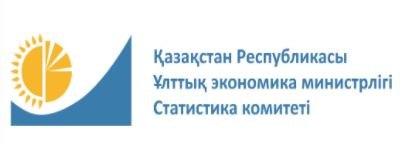 Қазақстан Республикасы
Ұлттық экономика министрлігі
Статистика комитеті